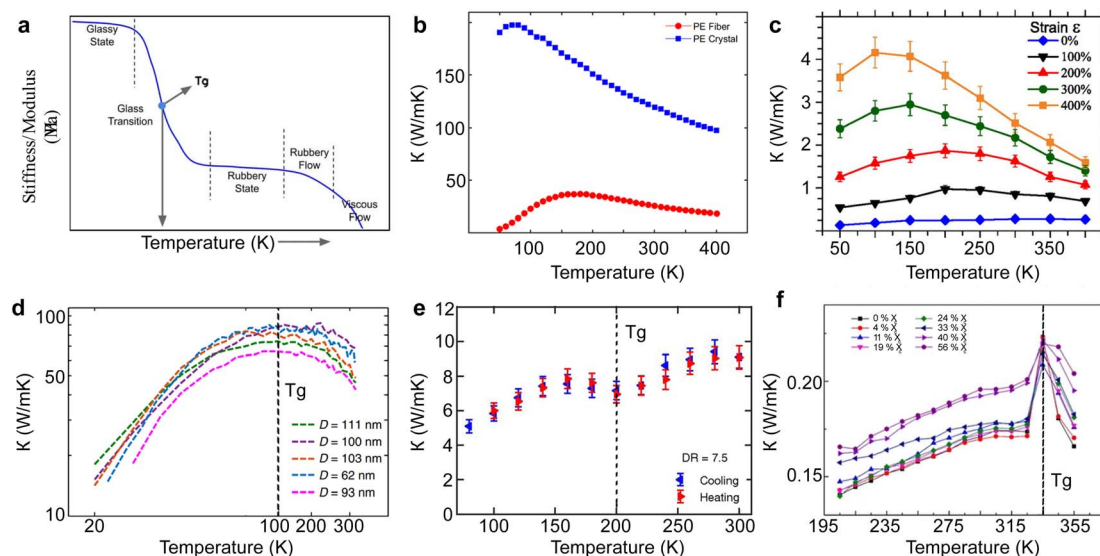 a
Stiffness/Modulus
Temperature (K)
Glassy
State
Tg
Glass
Transition
Rubbery
State
Rubbery
Flow
Viscous
Flow
b
K (W/mK)
150
100
50
100
200
300
400
Temperature (K)
PE Fiber
PE Crystal
c
K (W/mK)
4
3
2
1
0
50
150
250
350
Temperature (K)
Strain ε
0%
100%
200%
300%
400%
d
K (W/mK)
100
50
10
20
100
200
300
Temperature (K)
Tg
D = 111 nm
D = 100 nm
D = 103 nm
D = 62 nm
D = 93 nm
e
K (W/mK)
12
10
8
6
4
2
0
100
150
200
250
300
Temperature (K)
Tg
DR = 7.5
Cooling
Heating
f
K (W/mK)
0.20
0.15
195
235
275
315
355
Temperature (K)
Tg
0 % X
4 % X
11 % X
19 % X
24 % X
33 % X
40 % X
56 % X